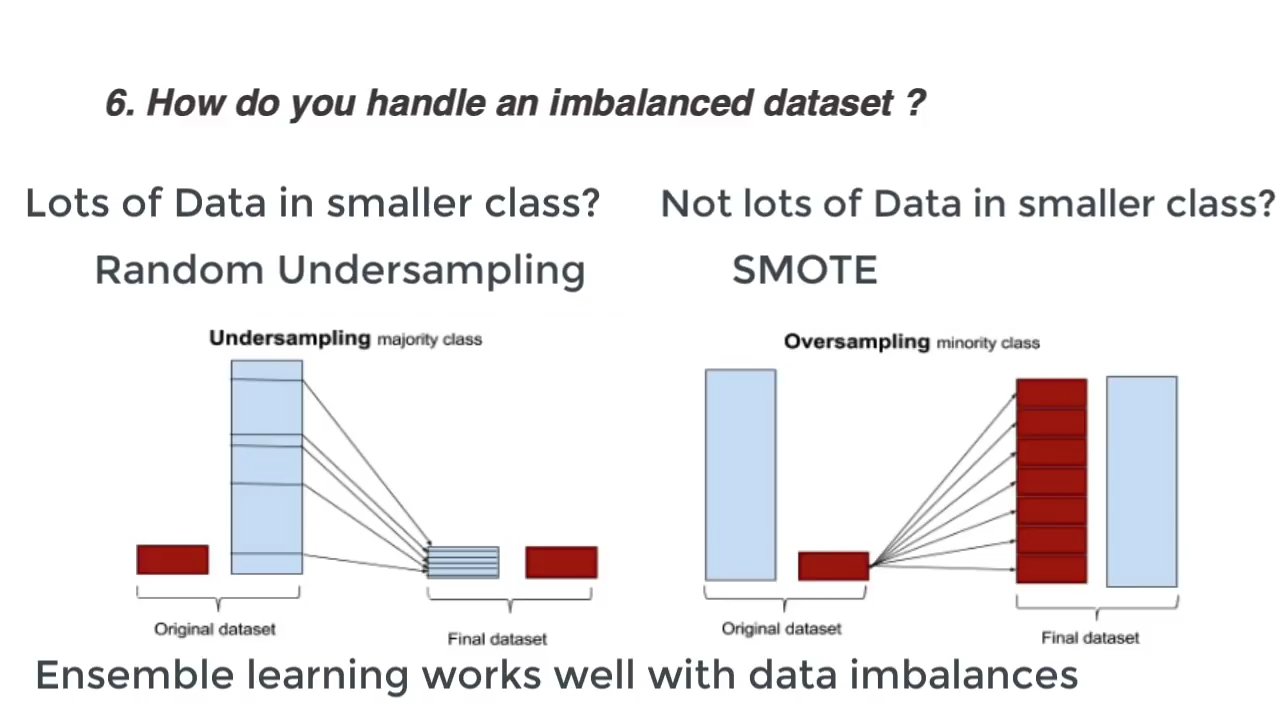 6. How do you handle an imbalanced dataset ?
Lots of Data in smaller class?
Random Undersampling
Undersampling majority class
Original dataset
Final dataset
Not lots of Data in smaller class?
SMOTE
Oversampling minority class
Original dataset
Final dataset
Ensemble learning works well with data imbalances